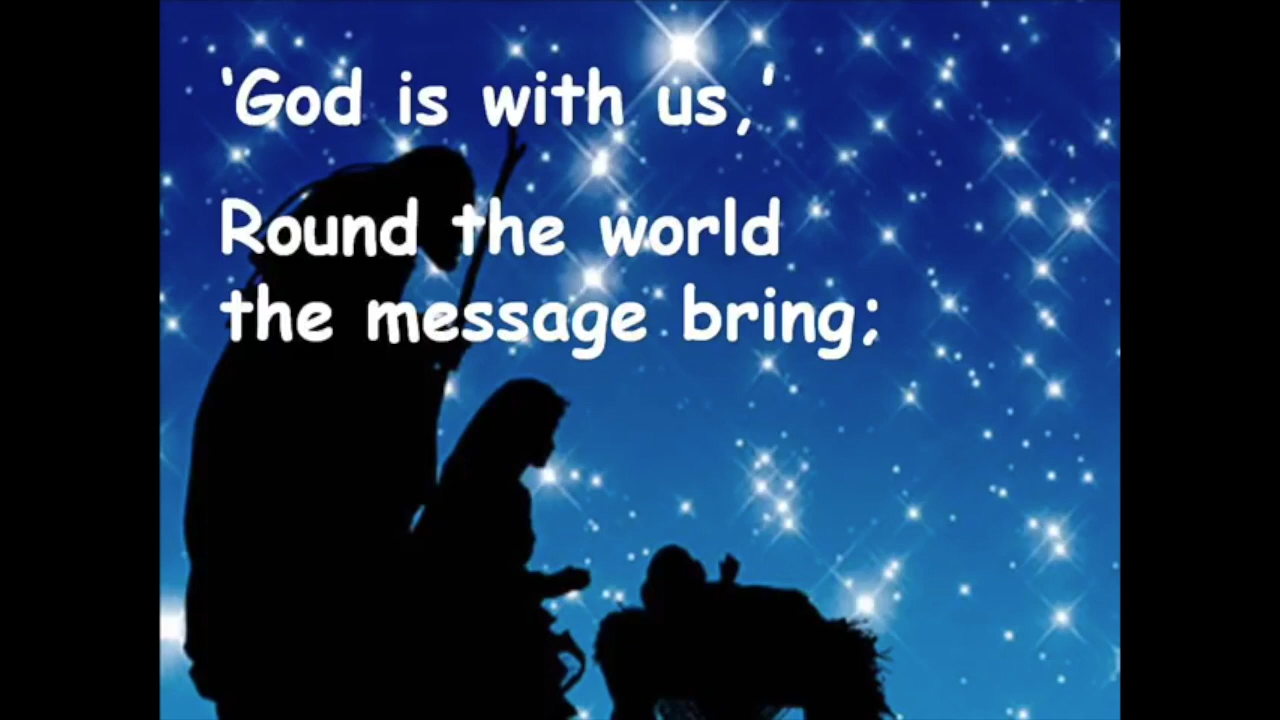 ‘God is with us,’
Round the world
the message bring;